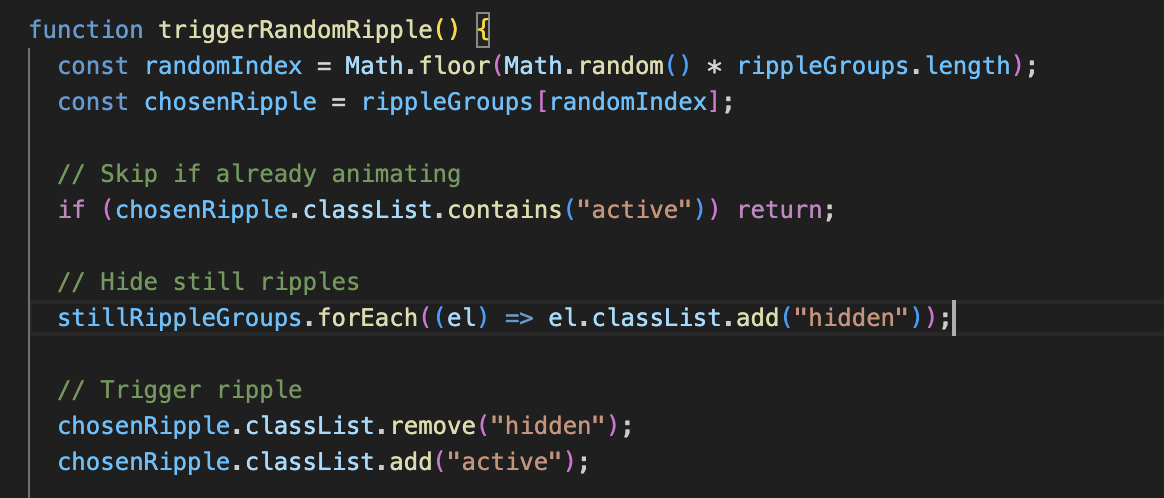 function triggerRandomRipple() {
const randomIndex = Math.floor(Math.random() * rippleGroups.length);
const chosenRipple = rippleGroups[randomIndex];
// Skip if already animating
if (chosenRipple.classList.contains("active")) return;
// Hide still ripples
stillRippleGroups.forEach((el) => el.classList.add("hidden"));
// Trigger ripple
chosenRipple.classList.remove("hidden");
chosenRipple.classList.add("active");